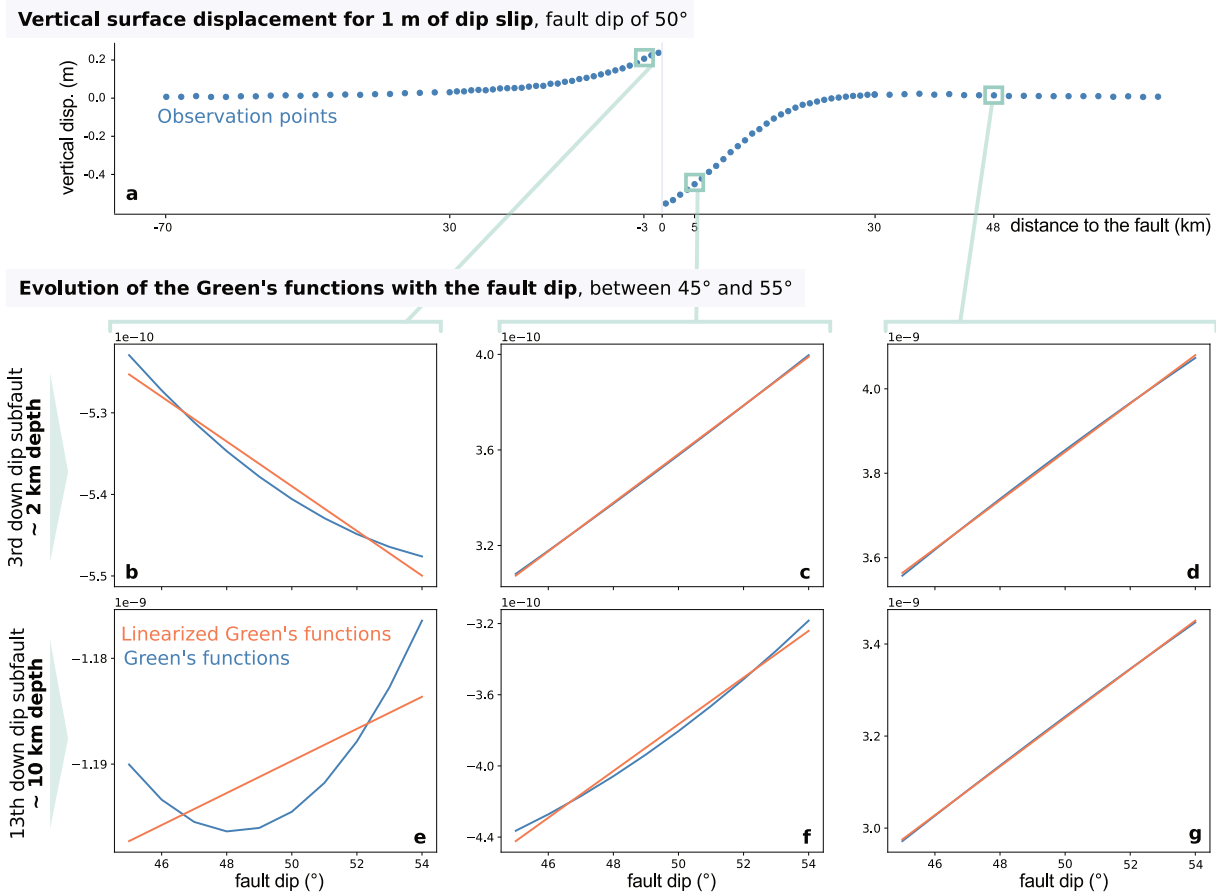 Vertical surface displacement for 1 m of dip slip, fault dip of 50°
vertical disp. (m)
0.2
0.0
-0.2
-0.4
Observation points
a
-70
30
-3
0
5
30
48
distance to the fault (km)
Evolution of the Green's functions with the fault dip, between 45° and 55°
3rd down dip subfault
~ 2 km depth
1e−10
−5.3
−5.4
−5.5
b
1e−10
4.0
3.6
3.2
c
1e−9
4.0
3.8
3.6
d
13th down dip subfault
~ 10 km depth
1e−9
−1.18
−1.19
Linearized Green's functions
Green's functions
e
46
48
50
52
54
fault dip (°)
1e−10
−3.2
−3.6
−4.0
−4.4
f
46
48
50
52
54
fault dip (°)
1e−9
3.4
3.2
3.0
g
46
48
50
52
54
fault dip (°)